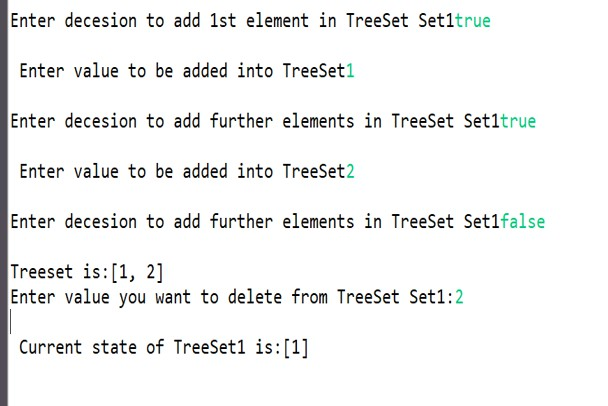 Enter decesion to add 1st element in TreeSet Set1true
Enter value to be added into TreeSet1
Enter decesion to add further elements in TreeSet Set1true
Enter value to be added into TreeSet2
Enter decesion to add further elements in TreeSet Set1false
Treeset is:[1, 2]
Enter value you want to delete from TreeSet Set1:2
Current state of TreeSet1 is:[1]